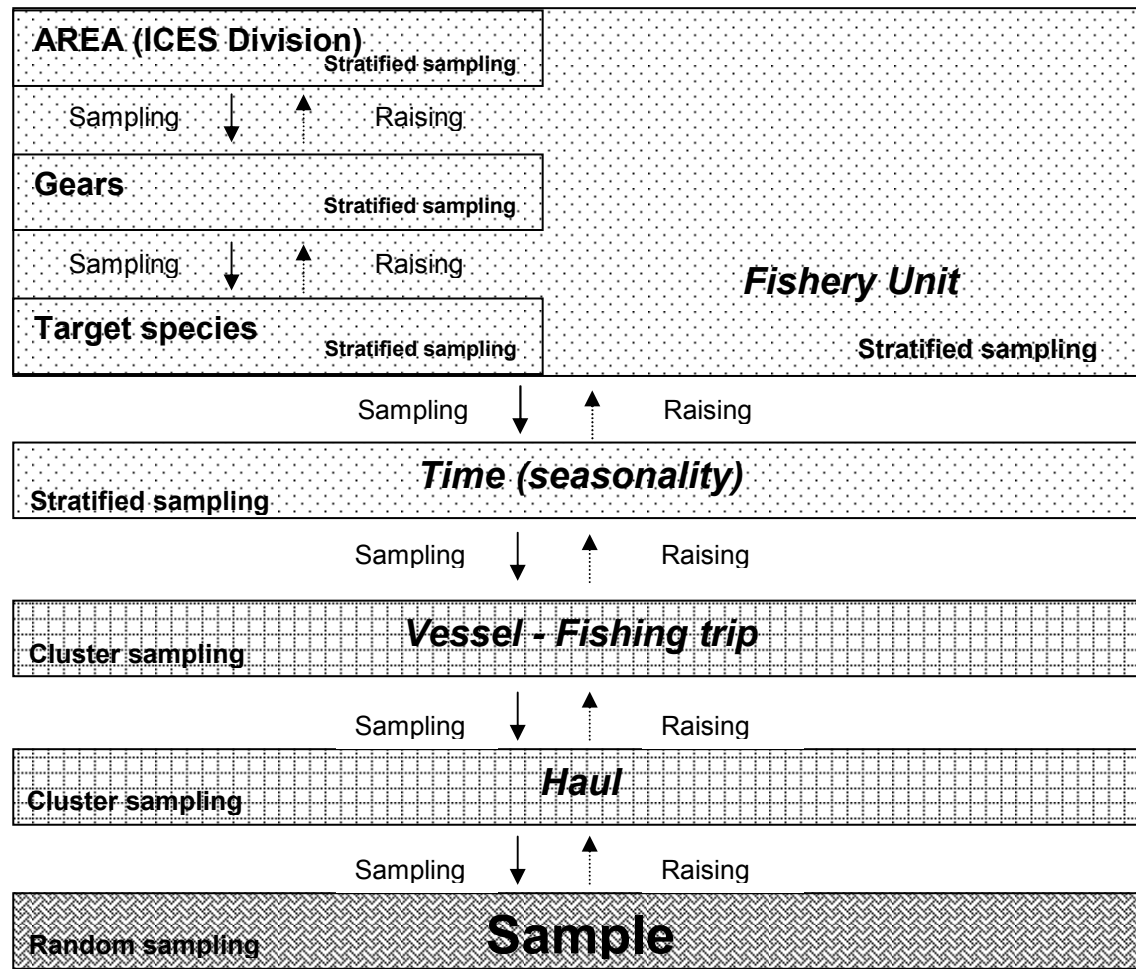 AREA (ICES Division)
Stratified sampling
Sampling Raising
Gears
Stratified sampling
Sampling Raising
Fishery Unit
Target species
Stratified sampling
Stratified sampling
Sampling Raising
Time (seasonality)
Stratified sampling
Sampling Raising
Vessel - Fishing trip
Cluster sampling
Sampling Raising
Haul
Cluster sampling
Sampling Raising
Sample
Random sampling